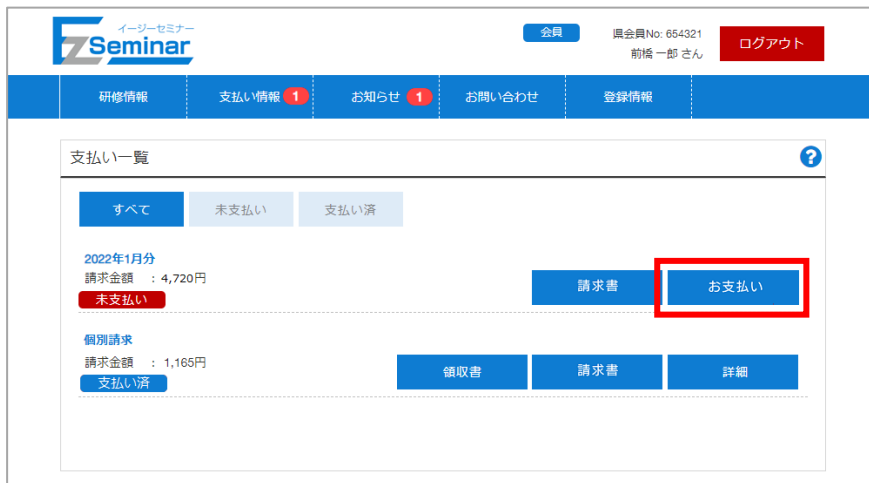 イージーセミナー
EzSeminar
会員
県会員No: 654321
前橋 一郎 さん
ログアウト
研修情報 支払い情報 1 お知らせ 1 お問い合わせ 登録情報
支払い一覧 ?
すべて 未支払い 支払い済
2022年1月分
請求金額 : 4,720円
未支払い
請求書 お支払い
個別請求
請求金額 : 1,165円
支払い済
領収書 請求書 詳細